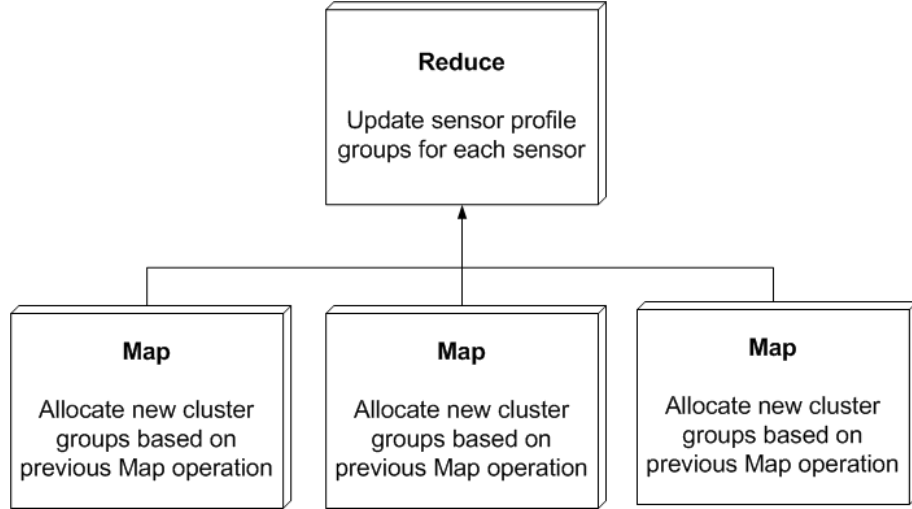 Reduce
Update sensor profile
groups for each sensor
Map
Allocate new cluster
groups based on
previous Map operation
Map
Allocate new cluster
groups based on
previous Map operation
Map
Allocate new cluster
groups based on
previous Map operation